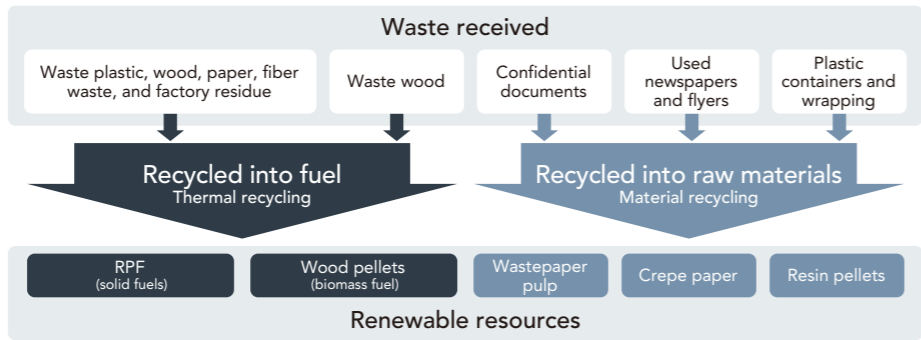 Waste received
Waste plastic, wood, paper, fiber
waste, and factory residue
Waste wood
Confidential
documents
Used
newspapers
and flyers
Plastic
containers and
wrapping
Recycled into fuel
Thermal recycling
Recycled into raw materials
Material recycling
RPF
(solid fuels)
Wood pellets
(biomass fuel)
Wastepaper
pulp
Crepe paper
Resin pellets
Renewable resources